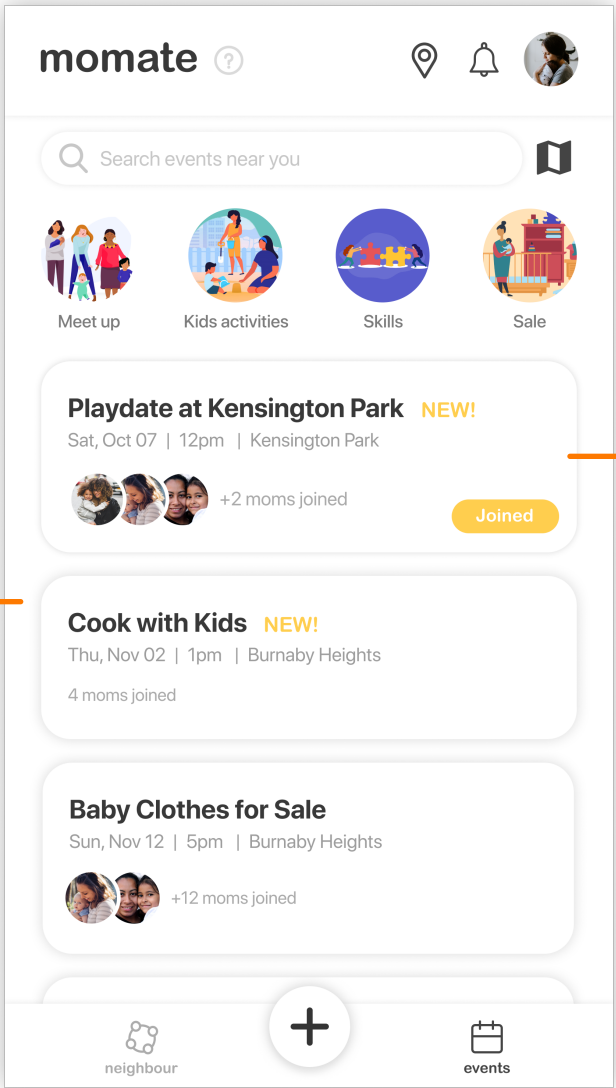 momate ?
Search events near you
Meet up Kids activities Skills Sale
Playdate at Kensington Park NEW!
Sat, Oct 07 | 12pm | Kensington Park
+2 moms joined
Joined
Cook with Kids NEW!
Thu, Nov 02 | 1pm | Burnaby Heights
4 moms joined
Baby Clothes for Sale
Sun, Nov 12 | 5pm | Burnaby Heights
+12 moms joined
+
neighbour events